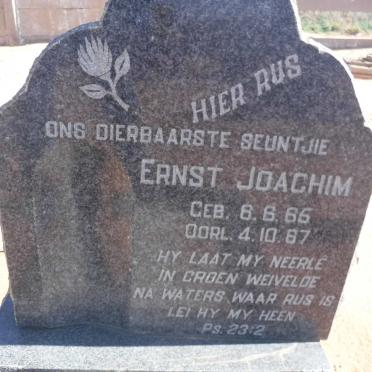 HIER RUS
ONS DIERBAARSTE SEUNTJIE
ERNST JOACHIM
GEB. 6.6.66
OORL. 4.10.67
HY LAAT MY NEERLÊ
IN GROEN WEIVELDE
NA WATERS WAAR RUS IS
LEI HY MY HEEN
PS. 23:2